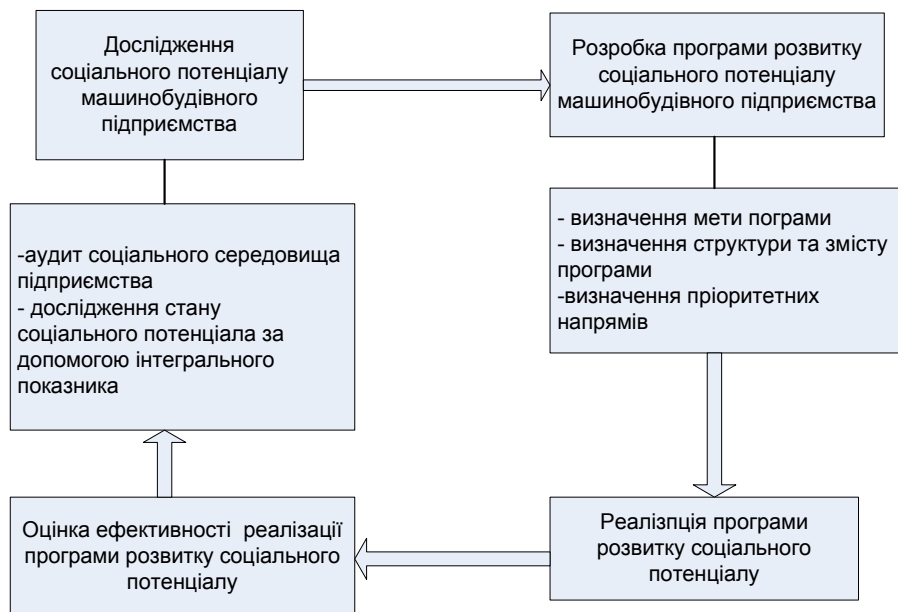 Дослідження
соціального потенціалу
машинобудівного
підприємства
Розробка програми розвитку
соціального потенціалу
машинобудівного підприємства
-аудит соціального середовища
підприємства
- дослідження стану
соціального потенціала за
допомогою інтегрального
показника
- визначення мети пограми
- визначення структури та змісту
програми
-визначення пріоритетних
напрямів
Оцінка ефективності реалізації
програми розвитку соціального
потенціалу
Реалізпція програми
розвитку соціального
потенціалу